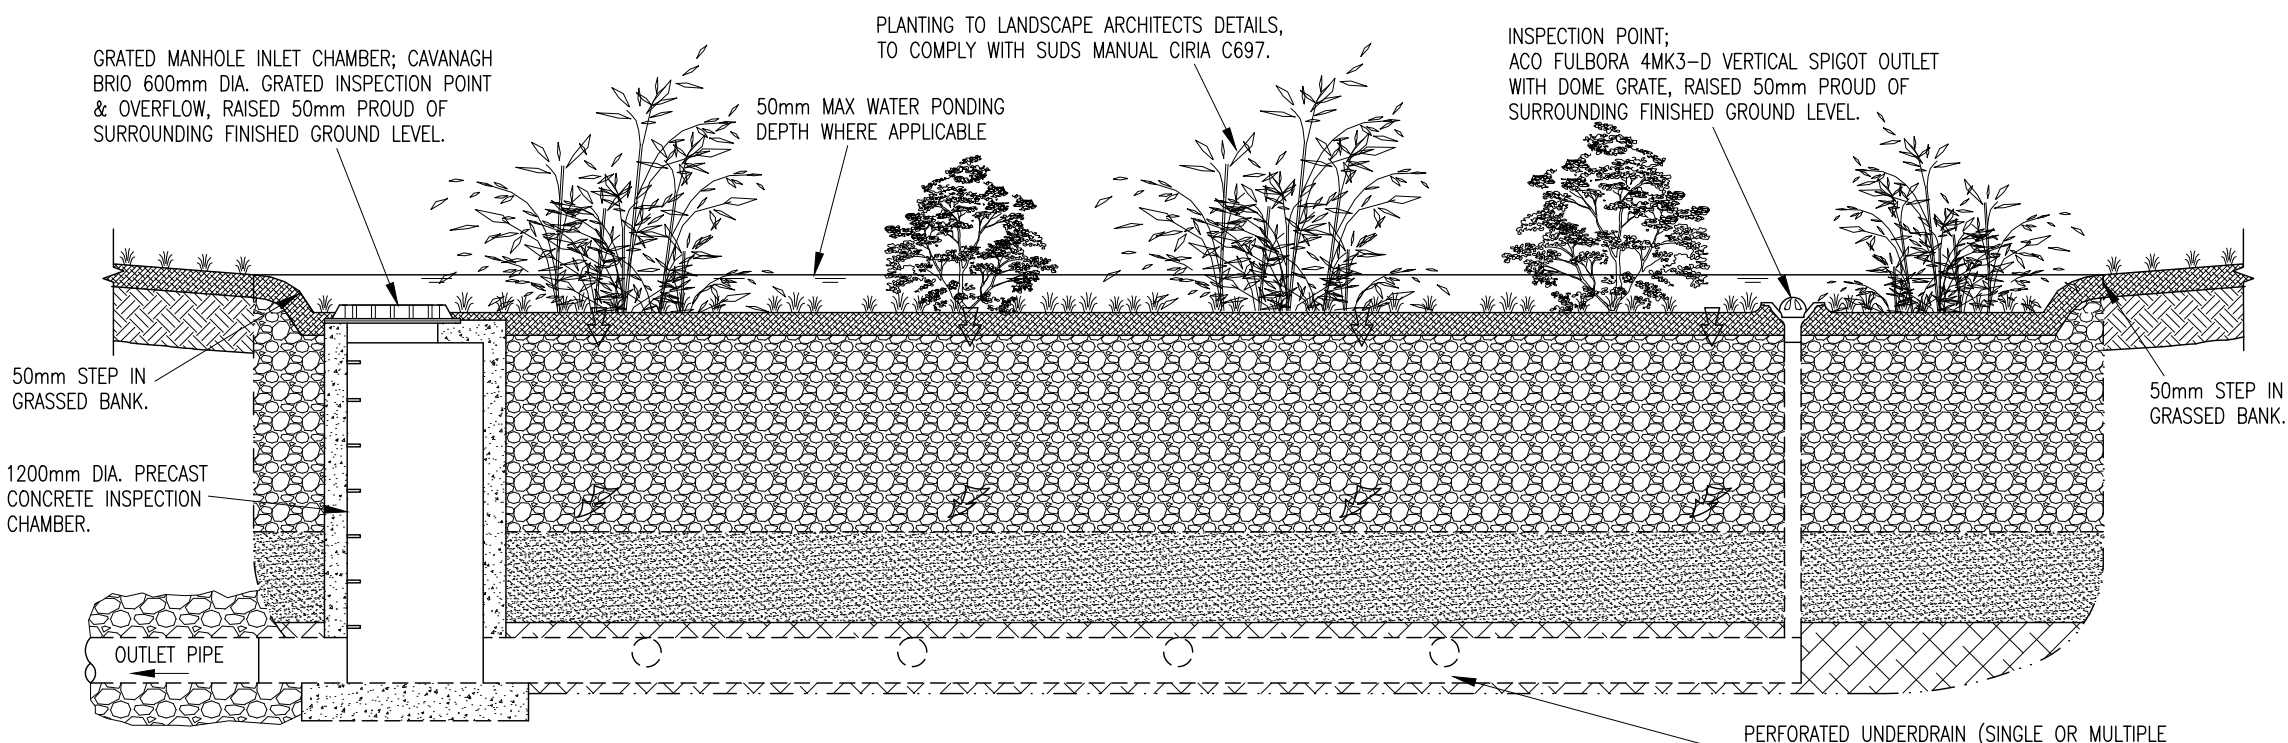 GRATED MANHOLE INLET CHAMBER; CAVANAGH
BRIO 600mm DIA. GRATED INSPECTION POINT
& OVERFLOW, RAISED 50mm PROUD OF
SURROUNDING FINISHED GROUND LEVEL.
PLANTING TO LANDSCAPE ARCHITECTS DETAILS,
TO COMPLY WITH SUDS MANUAL CIRIA C697.
50mm MAX WATER PONDING
DEPTH WHERE APPLICABLE
INSPECTION POINT;
ACO FULBORA 4MK3-D VERTICAL SPIGOT OUTLET
WITH DOME GRATE, RAISED 50mm PROUD OF
SURROUNDING FINISHED GROUND LEVEL.
50mm STEP IN
GRASSED BANK.
50mm STEP IN
GRASSED BANK.
1200mm DIA. PRECAST
CONCRETE INSPECTION
CHAMBER.
OUTLET PIPE
PERFORATED UNDERDRAIN (SINGLE OR MULTIPLE